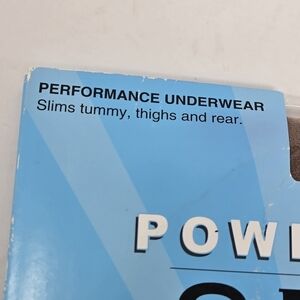 PERFORMANCE UNDERWEAR
Slims tummy, thighs and rear.
POW